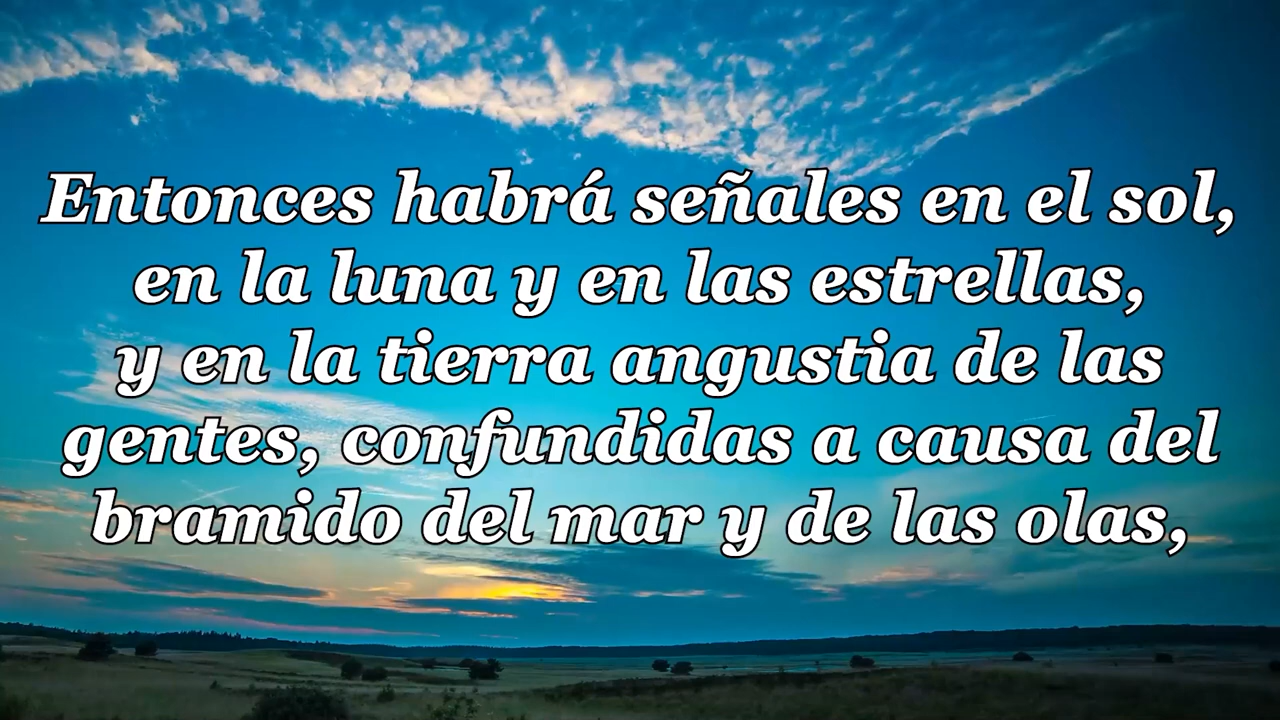 Entonces habrá señales en el sol,
en la luna y en las estrellas,
y en la tierra angustia de las
gentes, confundidas a causa del
bramido del mar y de las olas,